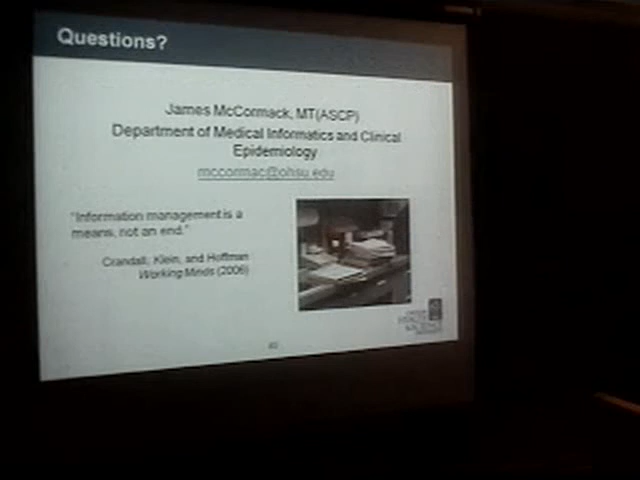 Questions?
James McCormack, MT(ASCP)
Department of Medical Informatics and Clinical
Epidemiology
mccormac@ohsu.edu
"Information management is a
means, not an end."
Crandall, Klein, and Hoffman
Working Minds (2006)
HEALTH